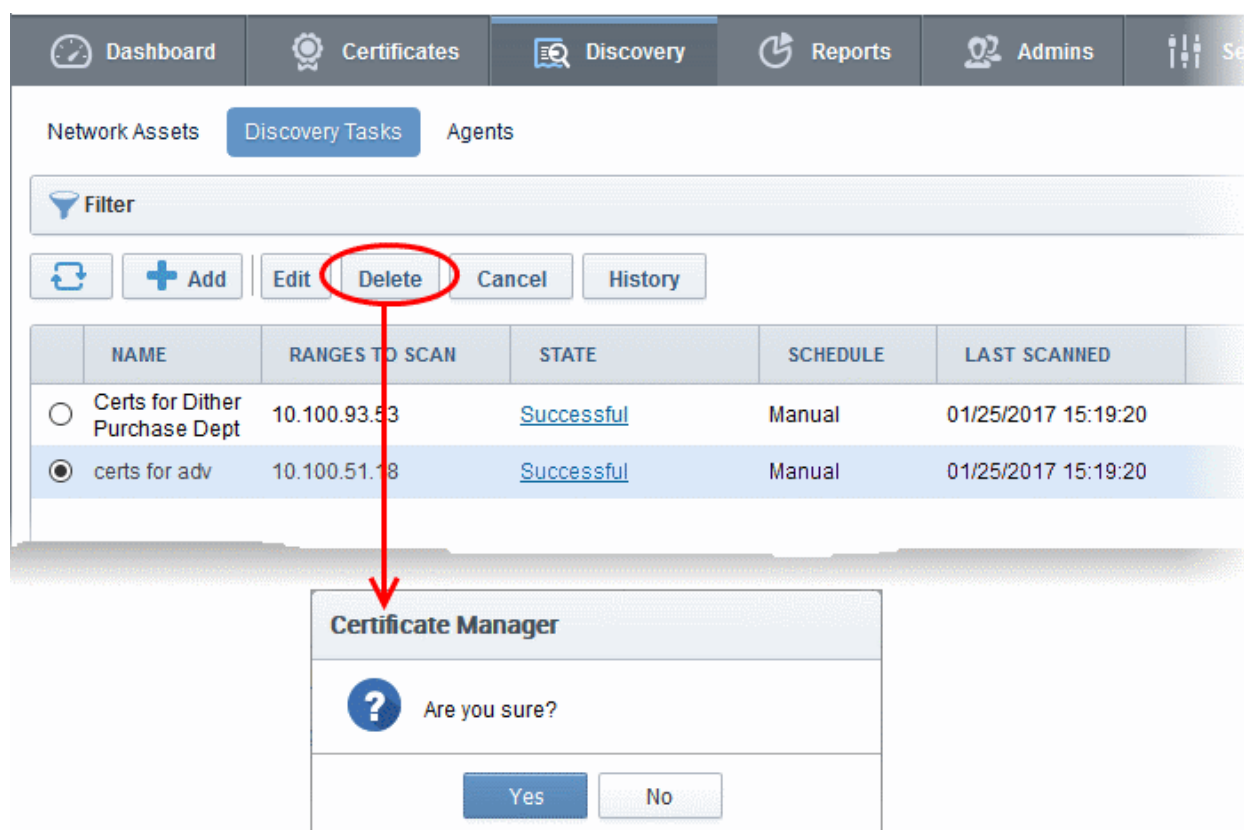 Dashboard Certificates Discovery Reports Admins Se
Network Assets Discovery Tasks Agents
Filter
Add Edit Delete Cancel History
NAME RANGES TO SCAN STATE SCHEDULE LAST SCANNED
Certs for Dither
Purchase Dept 10.100.93.53 Successful Manual 01/25/2017 15:19:20
certs for adv 10.100.51.18 Successful Manual 01/25/2017 15:19:20
Certificate Manager
? Are you sure?
Yes No